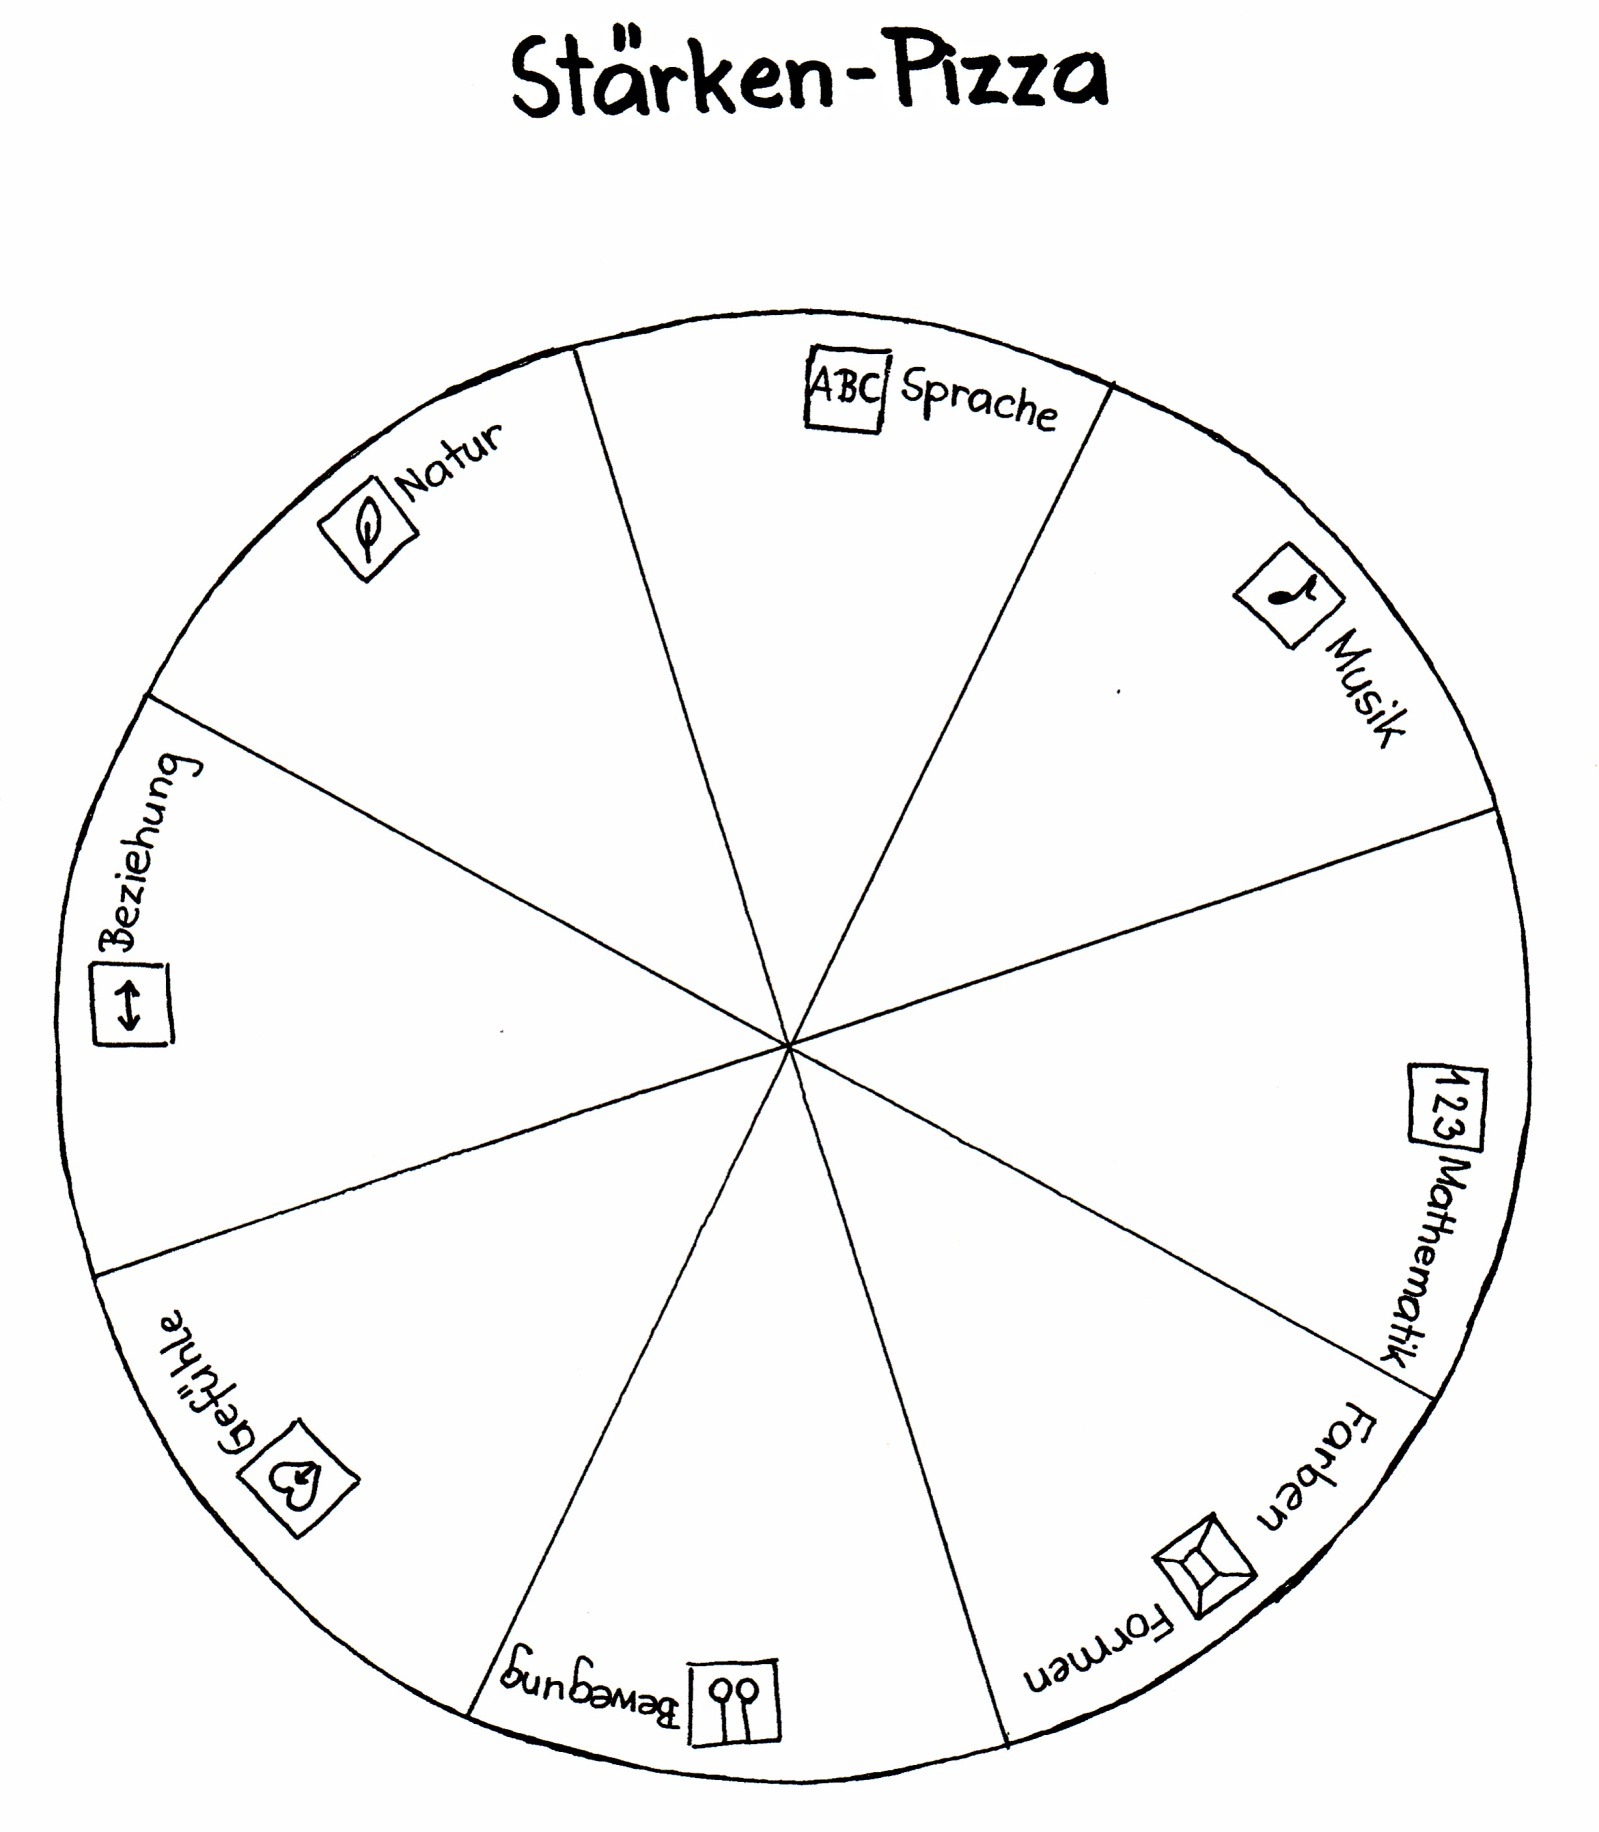 Stärken-Pizza
ABC Sprache
Musik
123 Mathematik
Farben
Formen
Bewegung
Gefühle
Beziehung
Natur